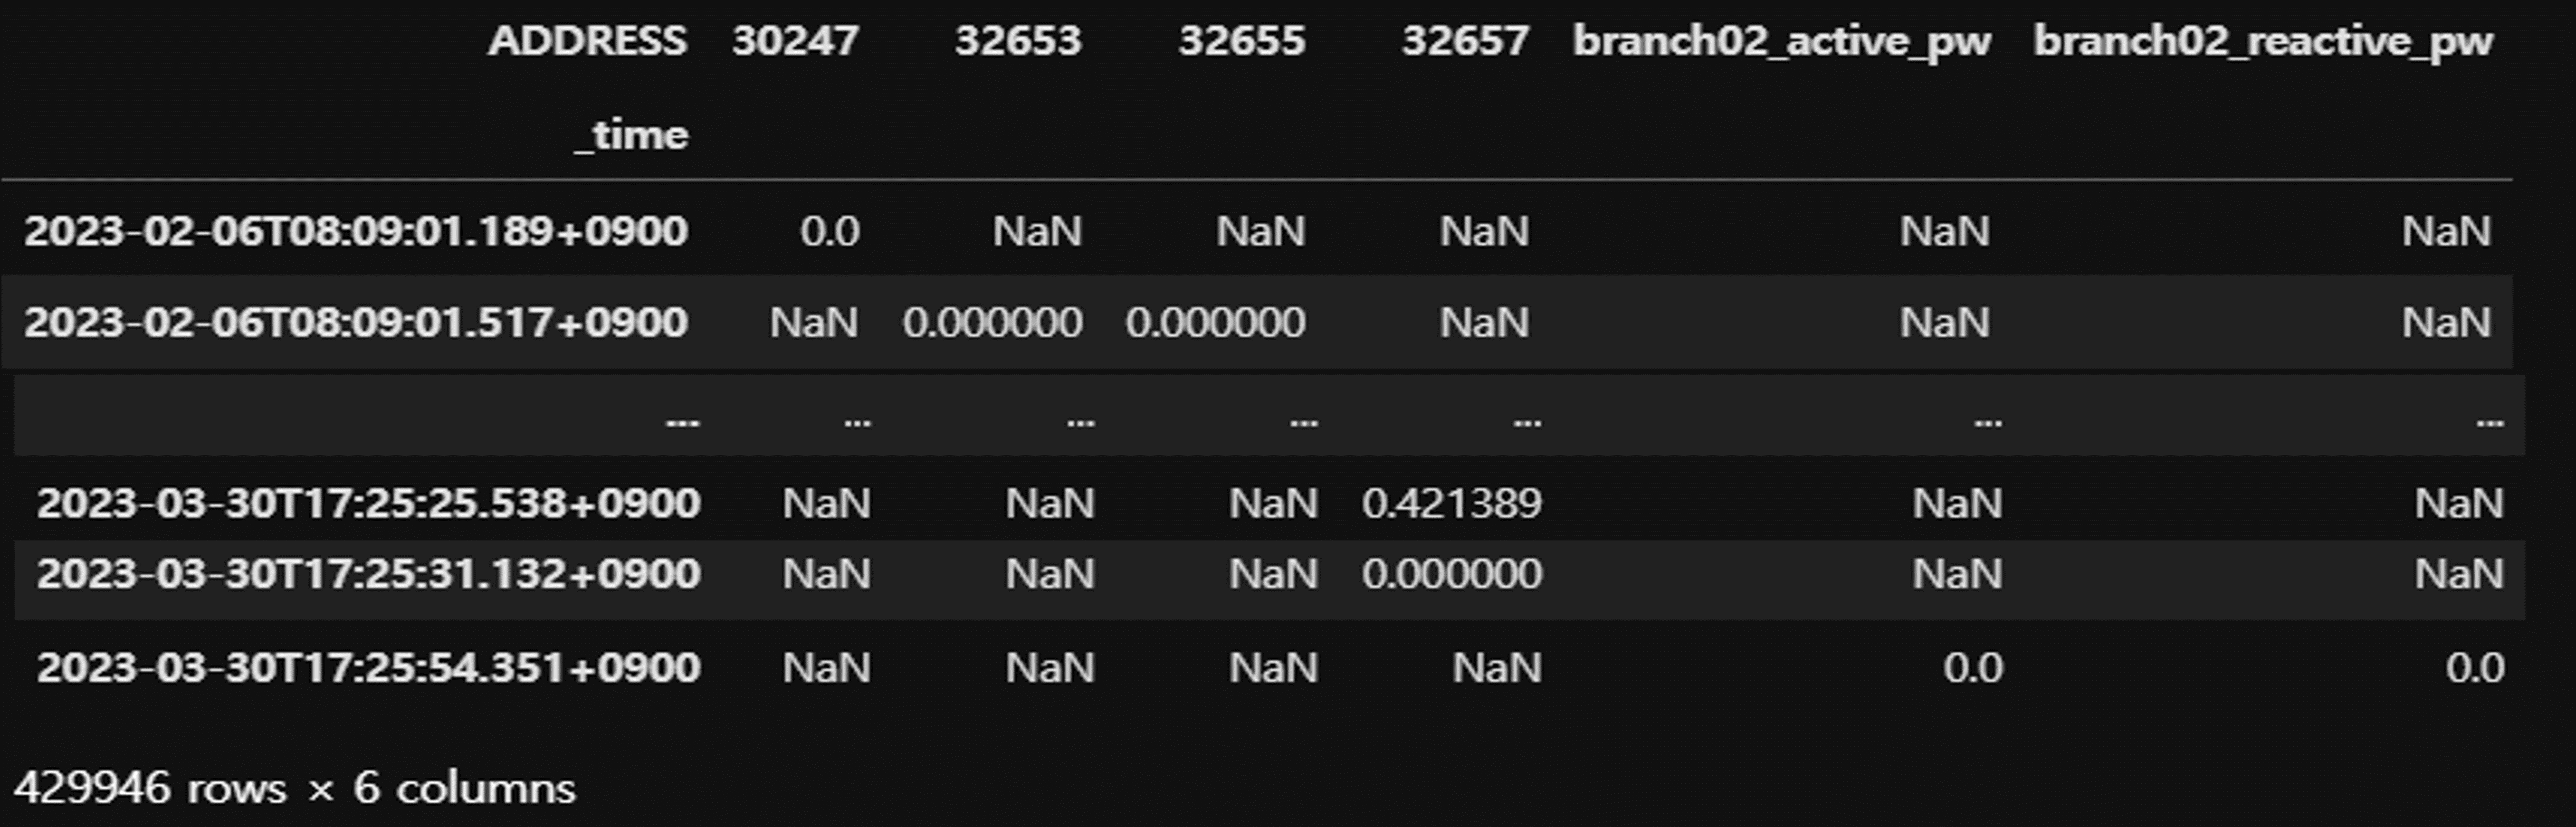 ADDRESS 30247 32653 32655 32657 branch02_active_pw branch02_reactive_pw
_time
2023-02-06T08:09:01.189+0900 0.0 NaN NaN NaN NaN NaN
2023-02-06T08:09:01.517+0900 NaN 0.000000 0.000000 NaN NaN NaN
... ... ... ... ... ... ...
2023-03-30T17:25:25.538+0900 NaN NaN NaN 0.421389 NaN NaN
2023-03-30T17:25:31.132+0900 NaN NaN NaN 0.000000 NaN NaN
2023-03-30T17:25:54.351+0900 NaN NaN NaN NaN 0.0 0.0
429946 rows × 6 columns